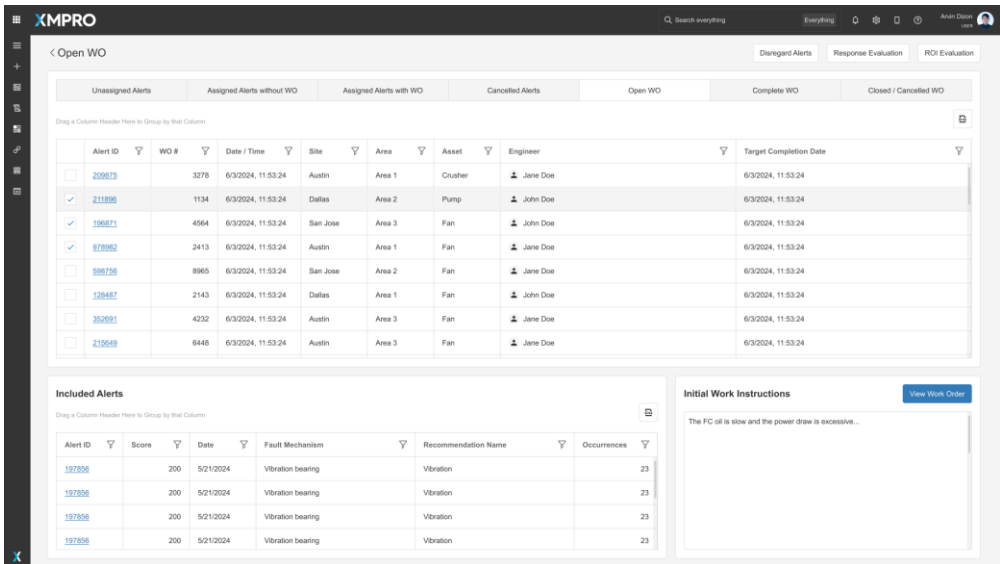 XMPRO Search everything Everything Arvin Dizon
USER
< Open WO Disregard Alerts Response Evaluation ROI Evaluation
Unassigned Alerts Assigned Alerts without WO Assigned Alerts with WO Cancelled Alerts Open WO Complete WO Closed / Cancelled WO
Drag a Column Header Here to Group by that Column
Alert ID WO # Date / Time Site Area Asset Engineer Target Completion Date
209875 3278 6/3/2024, 11:53:24 Austin Area 1 Crusher Jane Doe 6/3/2024, 11:53:24
211896 1134 6/3/2024, 11:53:24 Dallas Area 2 Pump John Doe 6/3/2024, 11:53:24
196871 4564 6/3/2024, 11:53:24 San Jose Area 3 Fan John Doe 6/3/2024, 11:53:24
978982 2413 6/3/2024, 11:53:24 Austin Area 1 Fan Jane Doe 6/3/2024, 11:53:24
598756 8965 6/3/2024, 11:53:24 San Jose Area 2 Fan Jane Doe 6/3/2024, 11:53:24
128487 2143 6/3/2024, 11:53:24 Dallas Area 1 Fan John Doe 6/3/2024, 11:53:24
352691 4232 6/3/2024, 11:53:24 Austin Area 3 Fan Jane Doe 6/3/2024, 11:53:24
215649 6448 6/3/2024, 11:53:24 Austin Area 3 Fan Jane Doe 6/3/2024, 11:53:24
Included Alerts
Drag a Column Header Here to Group by that Column
Alert ID Score Date Fault Mechanism Recommendation Name Occurrences
197856 200 5/21/2024 Vibration bearing Vibration 23
197856 200 5/21/2024 Vibration bearing Vibration 23
197856 200 5/21/2024 Vibration bearing Vibration 23
197856 200 5/21/2024 Vibration bearing Vibration 23
Initial Work Instructions View Work Order
The FC oil is slow and the power draw is excessive...